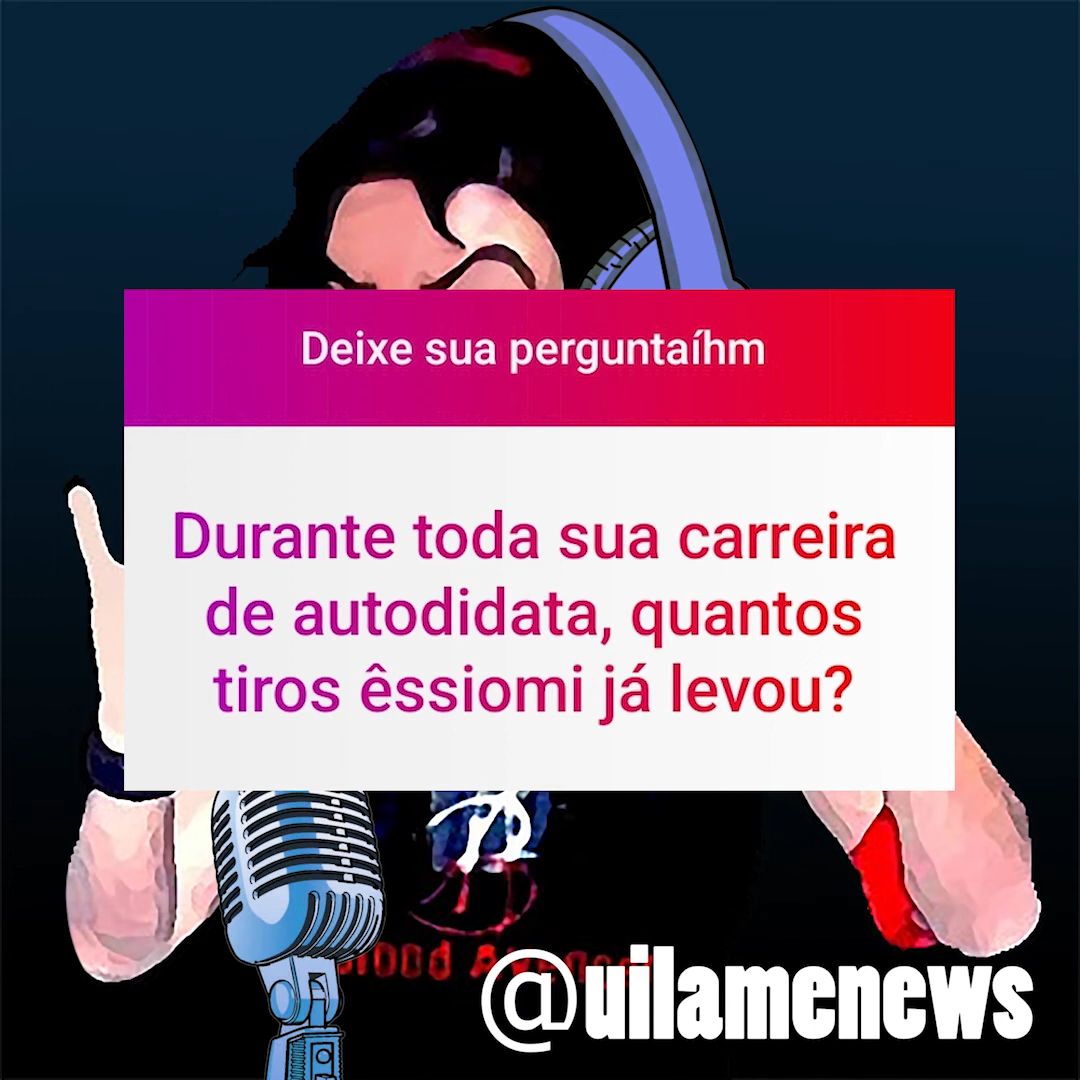 Deixe sua perguntaíhm
Durante toda sua carreira
de autodidata, quantos
tiros êssiomi já levou?
@uilamenews